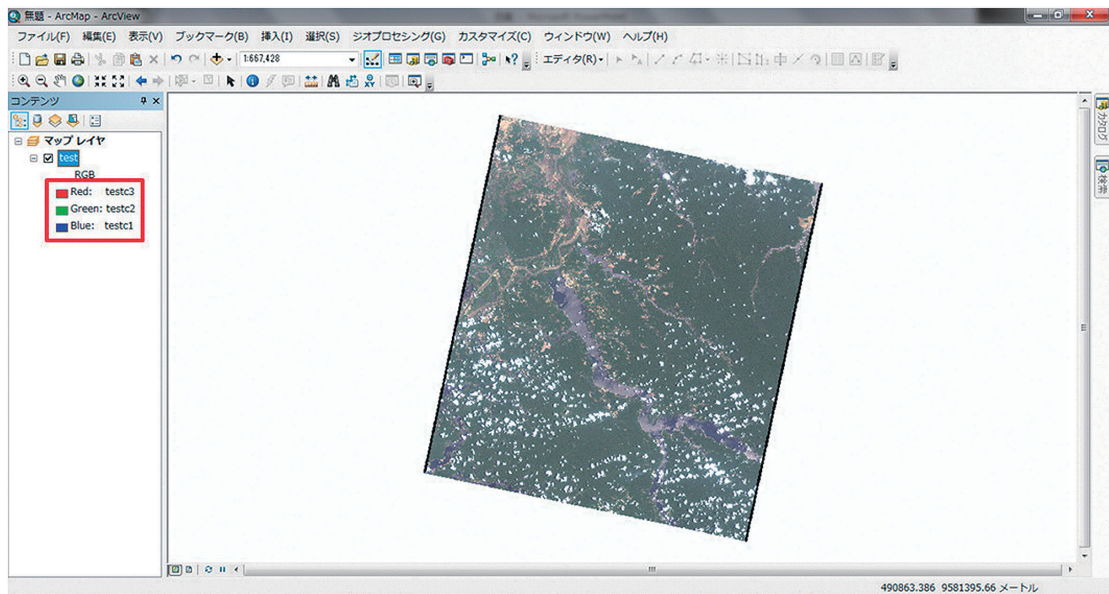 無題 - ArcMap - ArcView
ファイル(F) 編集(E) 表示(V) ブックマーク(B) 挿入(I) 選択(S) ジオプロセシング(G) カスタマイズ(C) ウィンドウ(W) ヘルプ(H)
1:667,428
エディタ(R)
コンテンツ
マップ レイヤ
test
RGB
Red: testc3
Green: testc2
Blue: testc1
カタログ
検索
490863.386 9581395.66 メートル